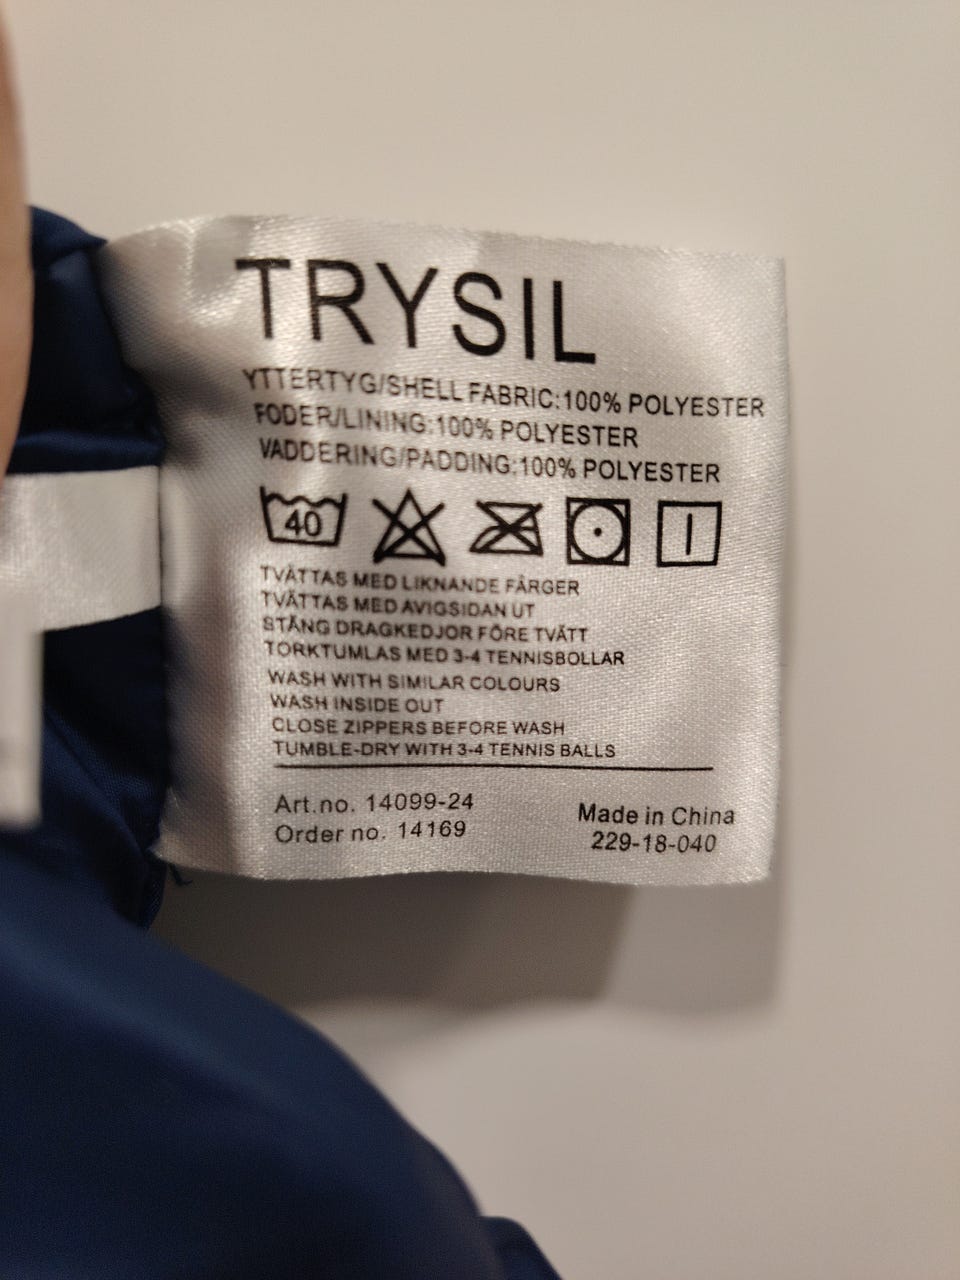 TRYSIL
YTTERTYG/SHELL FABRIC:100% POLYESTER
FODER/LINING:100% POLYESTER
VADDERING/PADDING:100% POLYESTER
40
TVÄTTAS MED LIKNANDE FÄRGER
TVÄTTAS MED AVIGSIDAN UT
STÄNG DRAGKEDJOR FÖRE TVÄTT
TORKTUMLAS MED 3-4 TENNISBOLLAR
WASH WITH SIMILAR COLOURS
WASH INSIDE OUT
CLOSE ZIPPERS BEFORE WASH
TUMBLE-DRY WITH 3-4 TENNIS BALLS
Art.no. 14099-24
Order no. 14169
Made in China
229-18-040